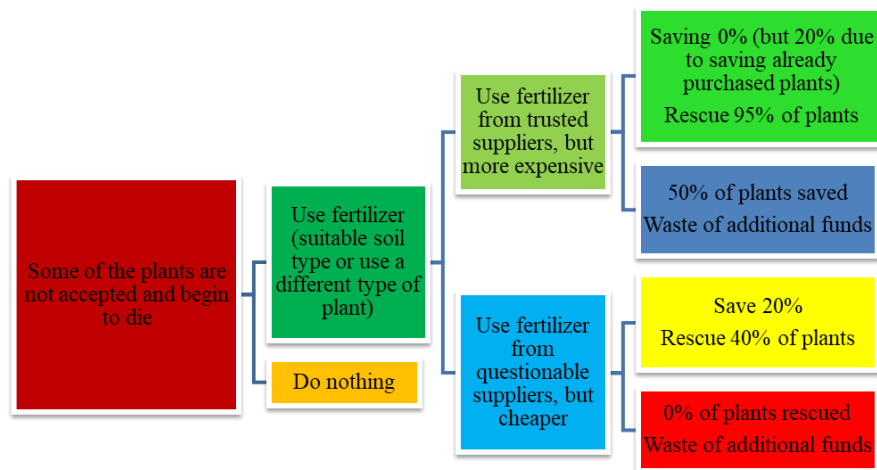 Some of the plants are
not accepted and begin
to die
Use fertilizer
(suitable soil
type or use a
different type of
plant)
Do nothing
Use fertilizer
from trusted
suppliers, but
more expensive
Use fertilizer
from
questionable
suppliers, but
cheaper
Saving 0% (but 20% due
to saving already
purchased plants)
Rescue 95% of plants
50% of plants saved
Waste of additional funds
Save 20%
Rescue 40% of plants
0% of plants rescued
Waste of additional funds